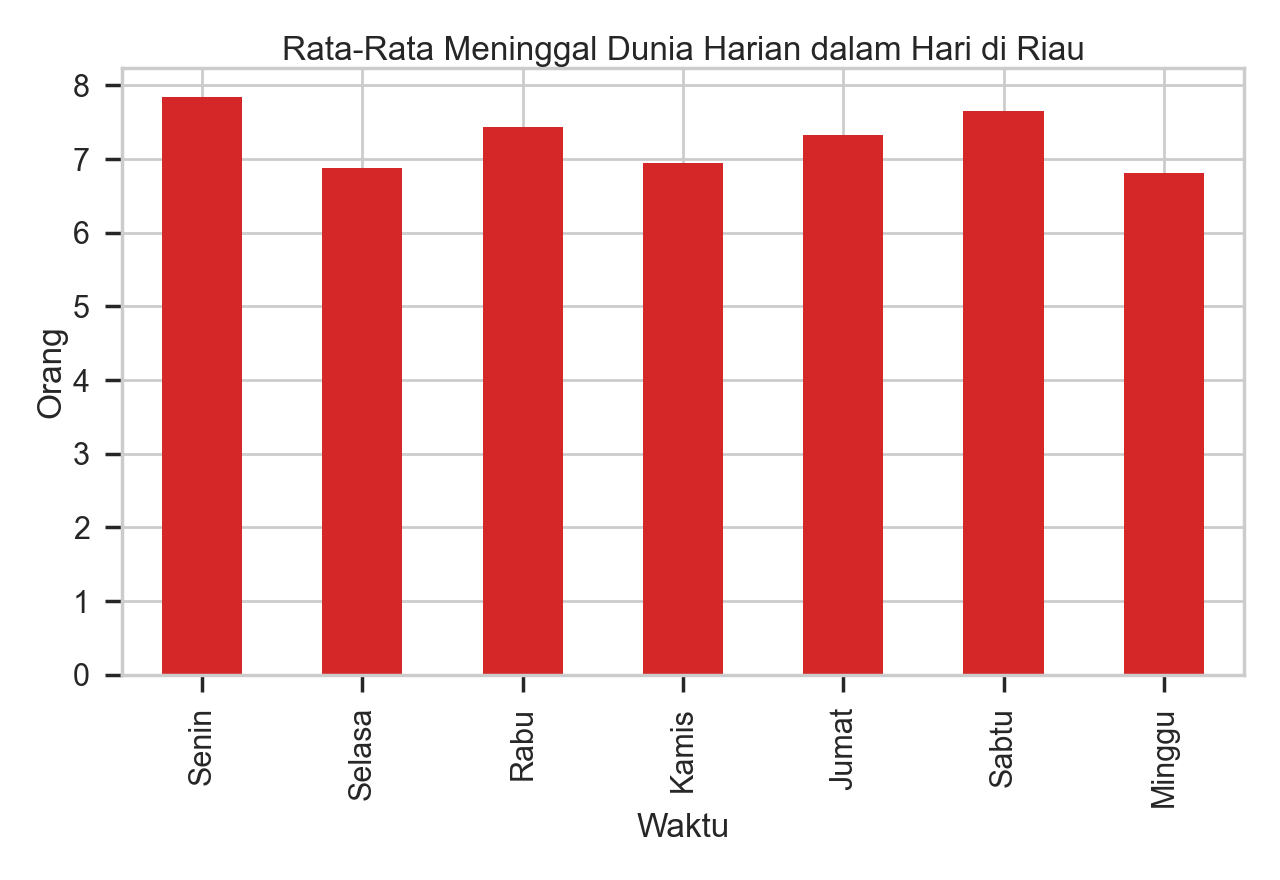 Rata-Rata Meninggal Dunia Harian dalam Hari di Riau
8
7
6
5
4
3
2
1
0
Orang
Senin
Selasa
Rabu
Kamis
Jumat
Sabtu
Minggu
Waktu